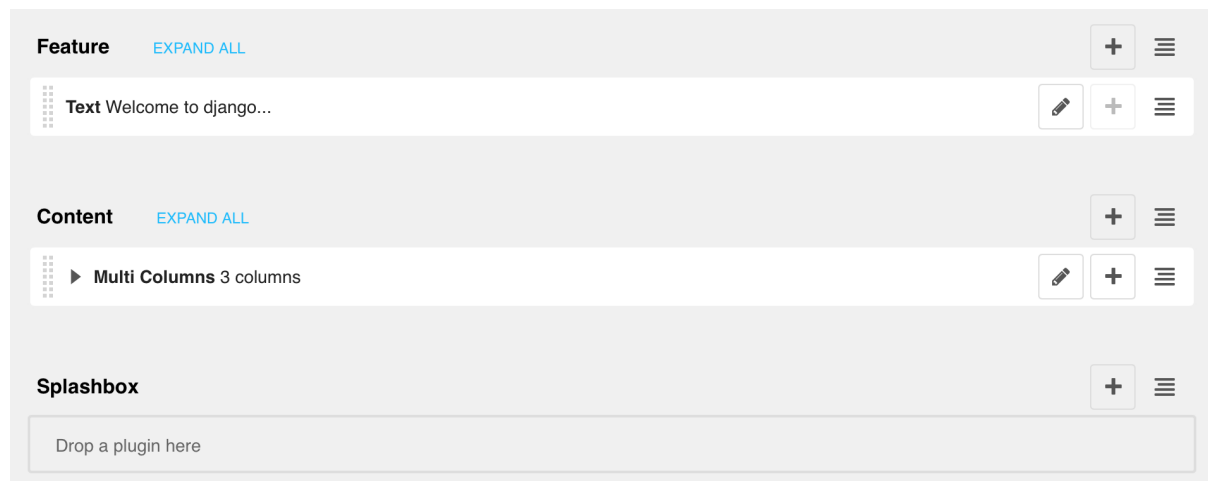 Feature EXPAND ALL
Text Welcome to django...
Content EXPAND ALL
Multi Columns 3 columns
Splashbox
Drop a plugin here